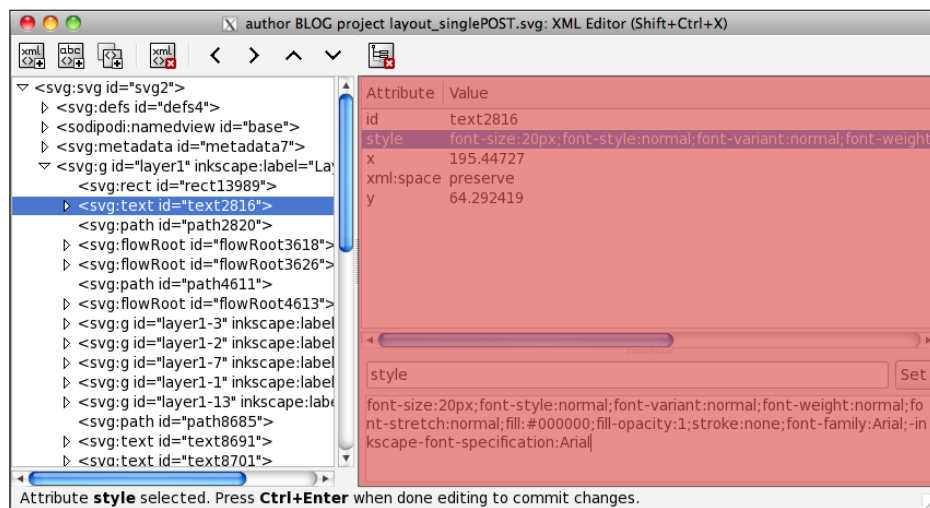 author BLOG project layout_singlePOST.svg: XML Editor (Shift+Ctrl+X)
xml abc xml
<svg:svg id="svg2">
<svg:defs id="defs4">
<sodipodi:namedview id="base">
<svg:metadata id="metadata7">
<svg:g id="layer1" inkscape:label="La
<svg:rect id="rect13989">
<svg:text id="text2816">
<svg:path id="path2820">
<svg:flowRoot id="flowRoot3618">
<svg:flowRoot id="flowRoot3626">
<svg:path id="path4611">
<svg:flowRoot id="flowRoot4613">
<svg:g id="layer1-3" inkscape:label
<svg:g id="layer1-2" inkscape:label
<svg:g id="layer1-7" inkscape:label
<svg:g id="layer1-1" inkscape:label
<svg:g id="layer1-13" inkscape:labe
<svg:path id="path8685">
<svg:text id="text8691">
<svg:text id="text8701">
Attribute Value
id text2816
style font-size:20px;font-style:normal;font-variant:normal;font-weight
x 195.44727
xml:space preserve
y 64.292419
style Set
font-size:20px;font-style:normal;font-variant:normal;font-weight:normal;fo
nt-stretch:normal;fill:#000000;fill-opacity:1;stroke:none;font-family:Arial;-in
kscape-font-specification:Arial
Attribute style selected. Press Ctrl+Enter when done editing to commit changes.